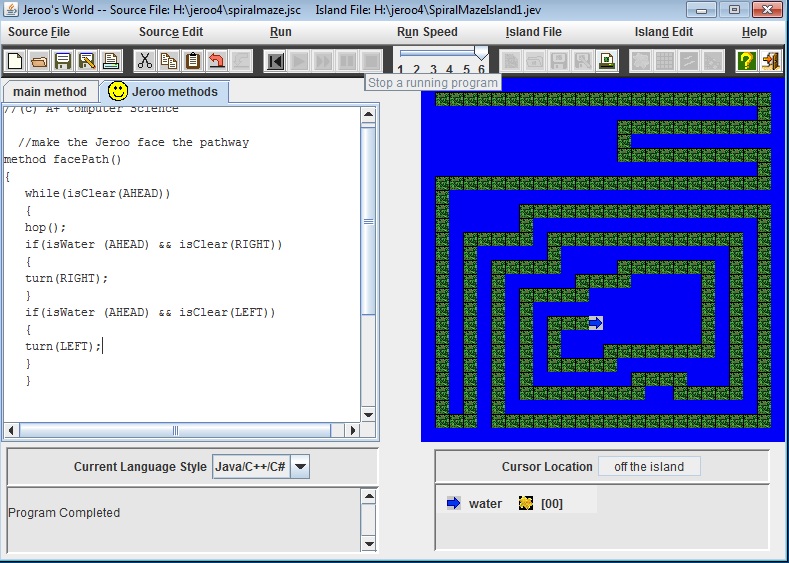 Jeroo's World -- Source File: H:\jeroo4\spiralmaze.jsc     Island File: H:\jeroo4\SpiralMazeIsland1.jev
Source File Source Edit Run Run Speed Island File Island Edit Help
1 2 3 4 5 6
Stop a running program
main method Jeroo methods
//(c) A+ Computer Science
//make the Jeroo face the pathway
method facePath()
{
while(isClear(AHEAD))
{
hop();
if(isWater (AHEAD) && isClear(RIGHT))
{
turn(RIGHT);
}
if(isWater (AHEAD) && isClear(LEFT))
{
turn(LEFT);
}
}
Current Language Style Java/C++/C#
Cursor Location off the island
Program Completed
water [00]